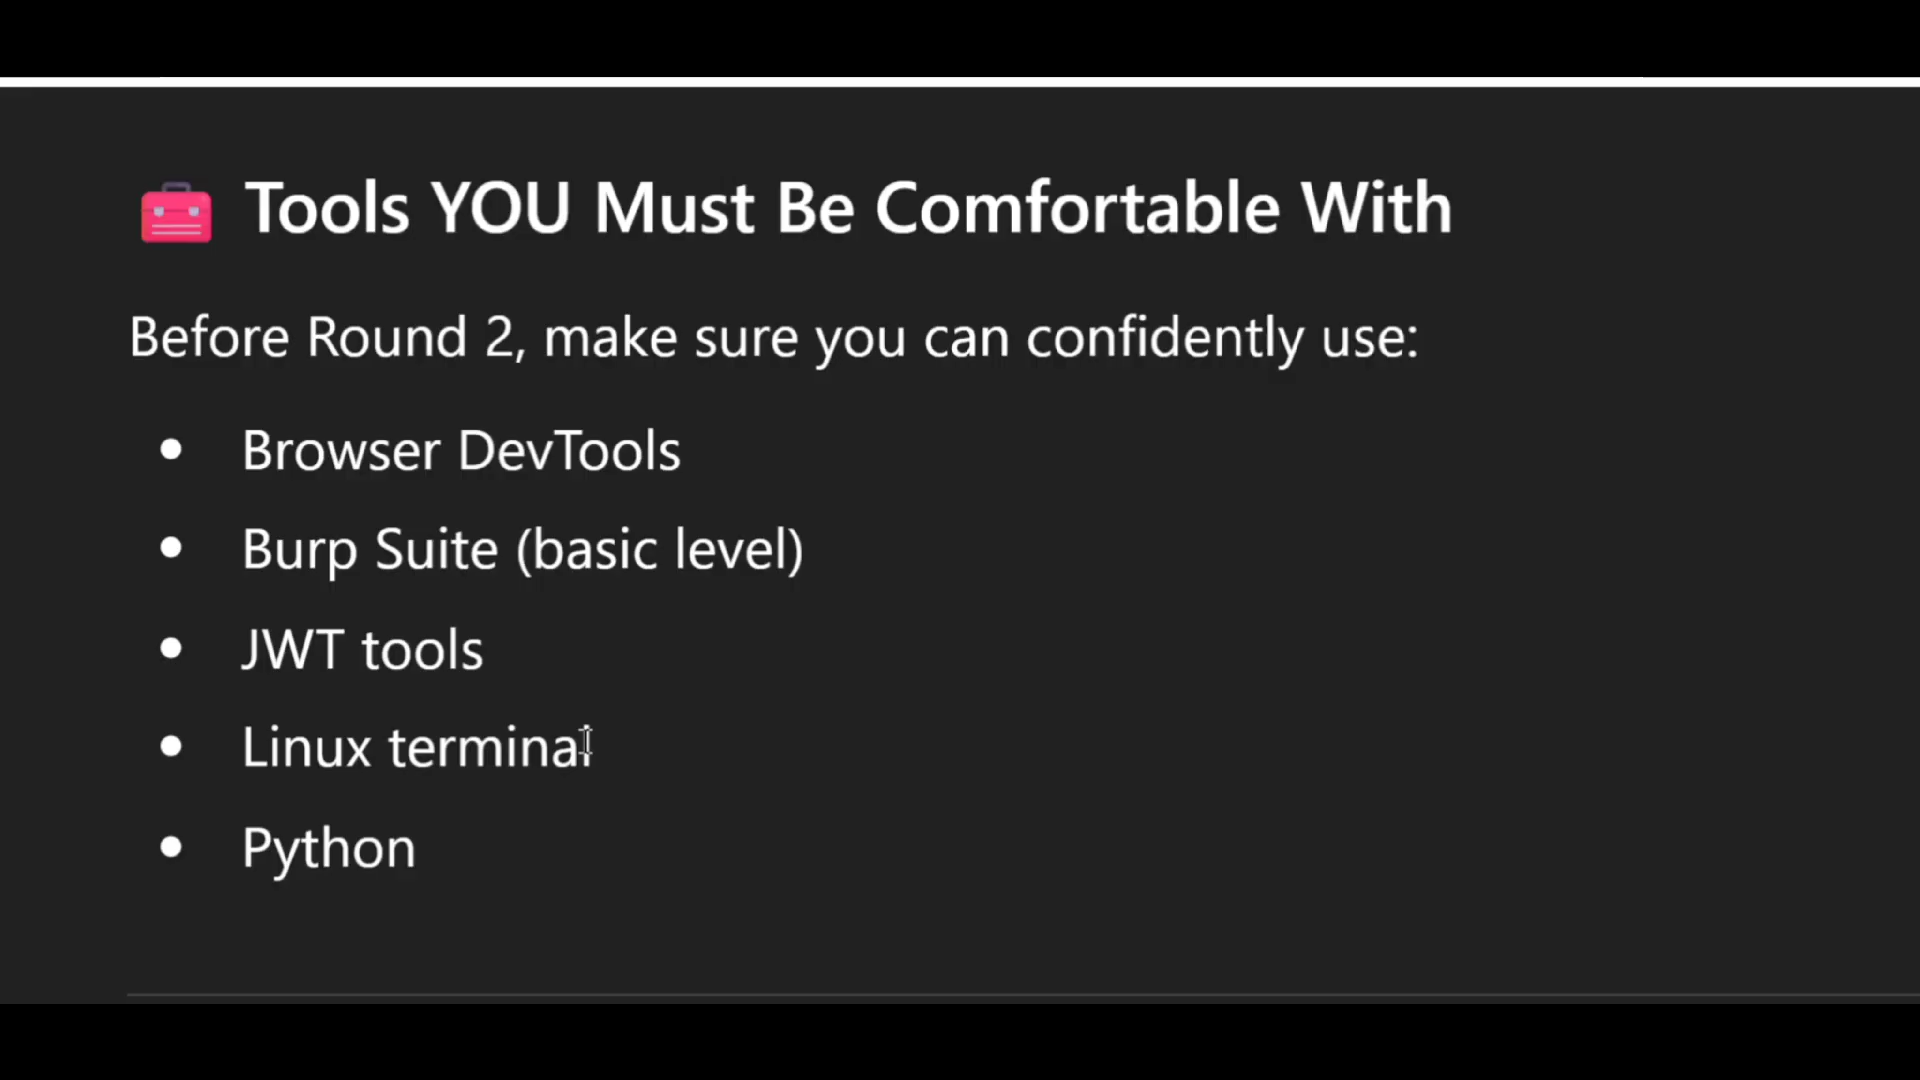 Tools YOU Must Be Comfortable With
Before Round 2, make sure you can confidently use:
Browser DevTools
Burp Suite (basic level)
JWT tools
Linux terminal
Python